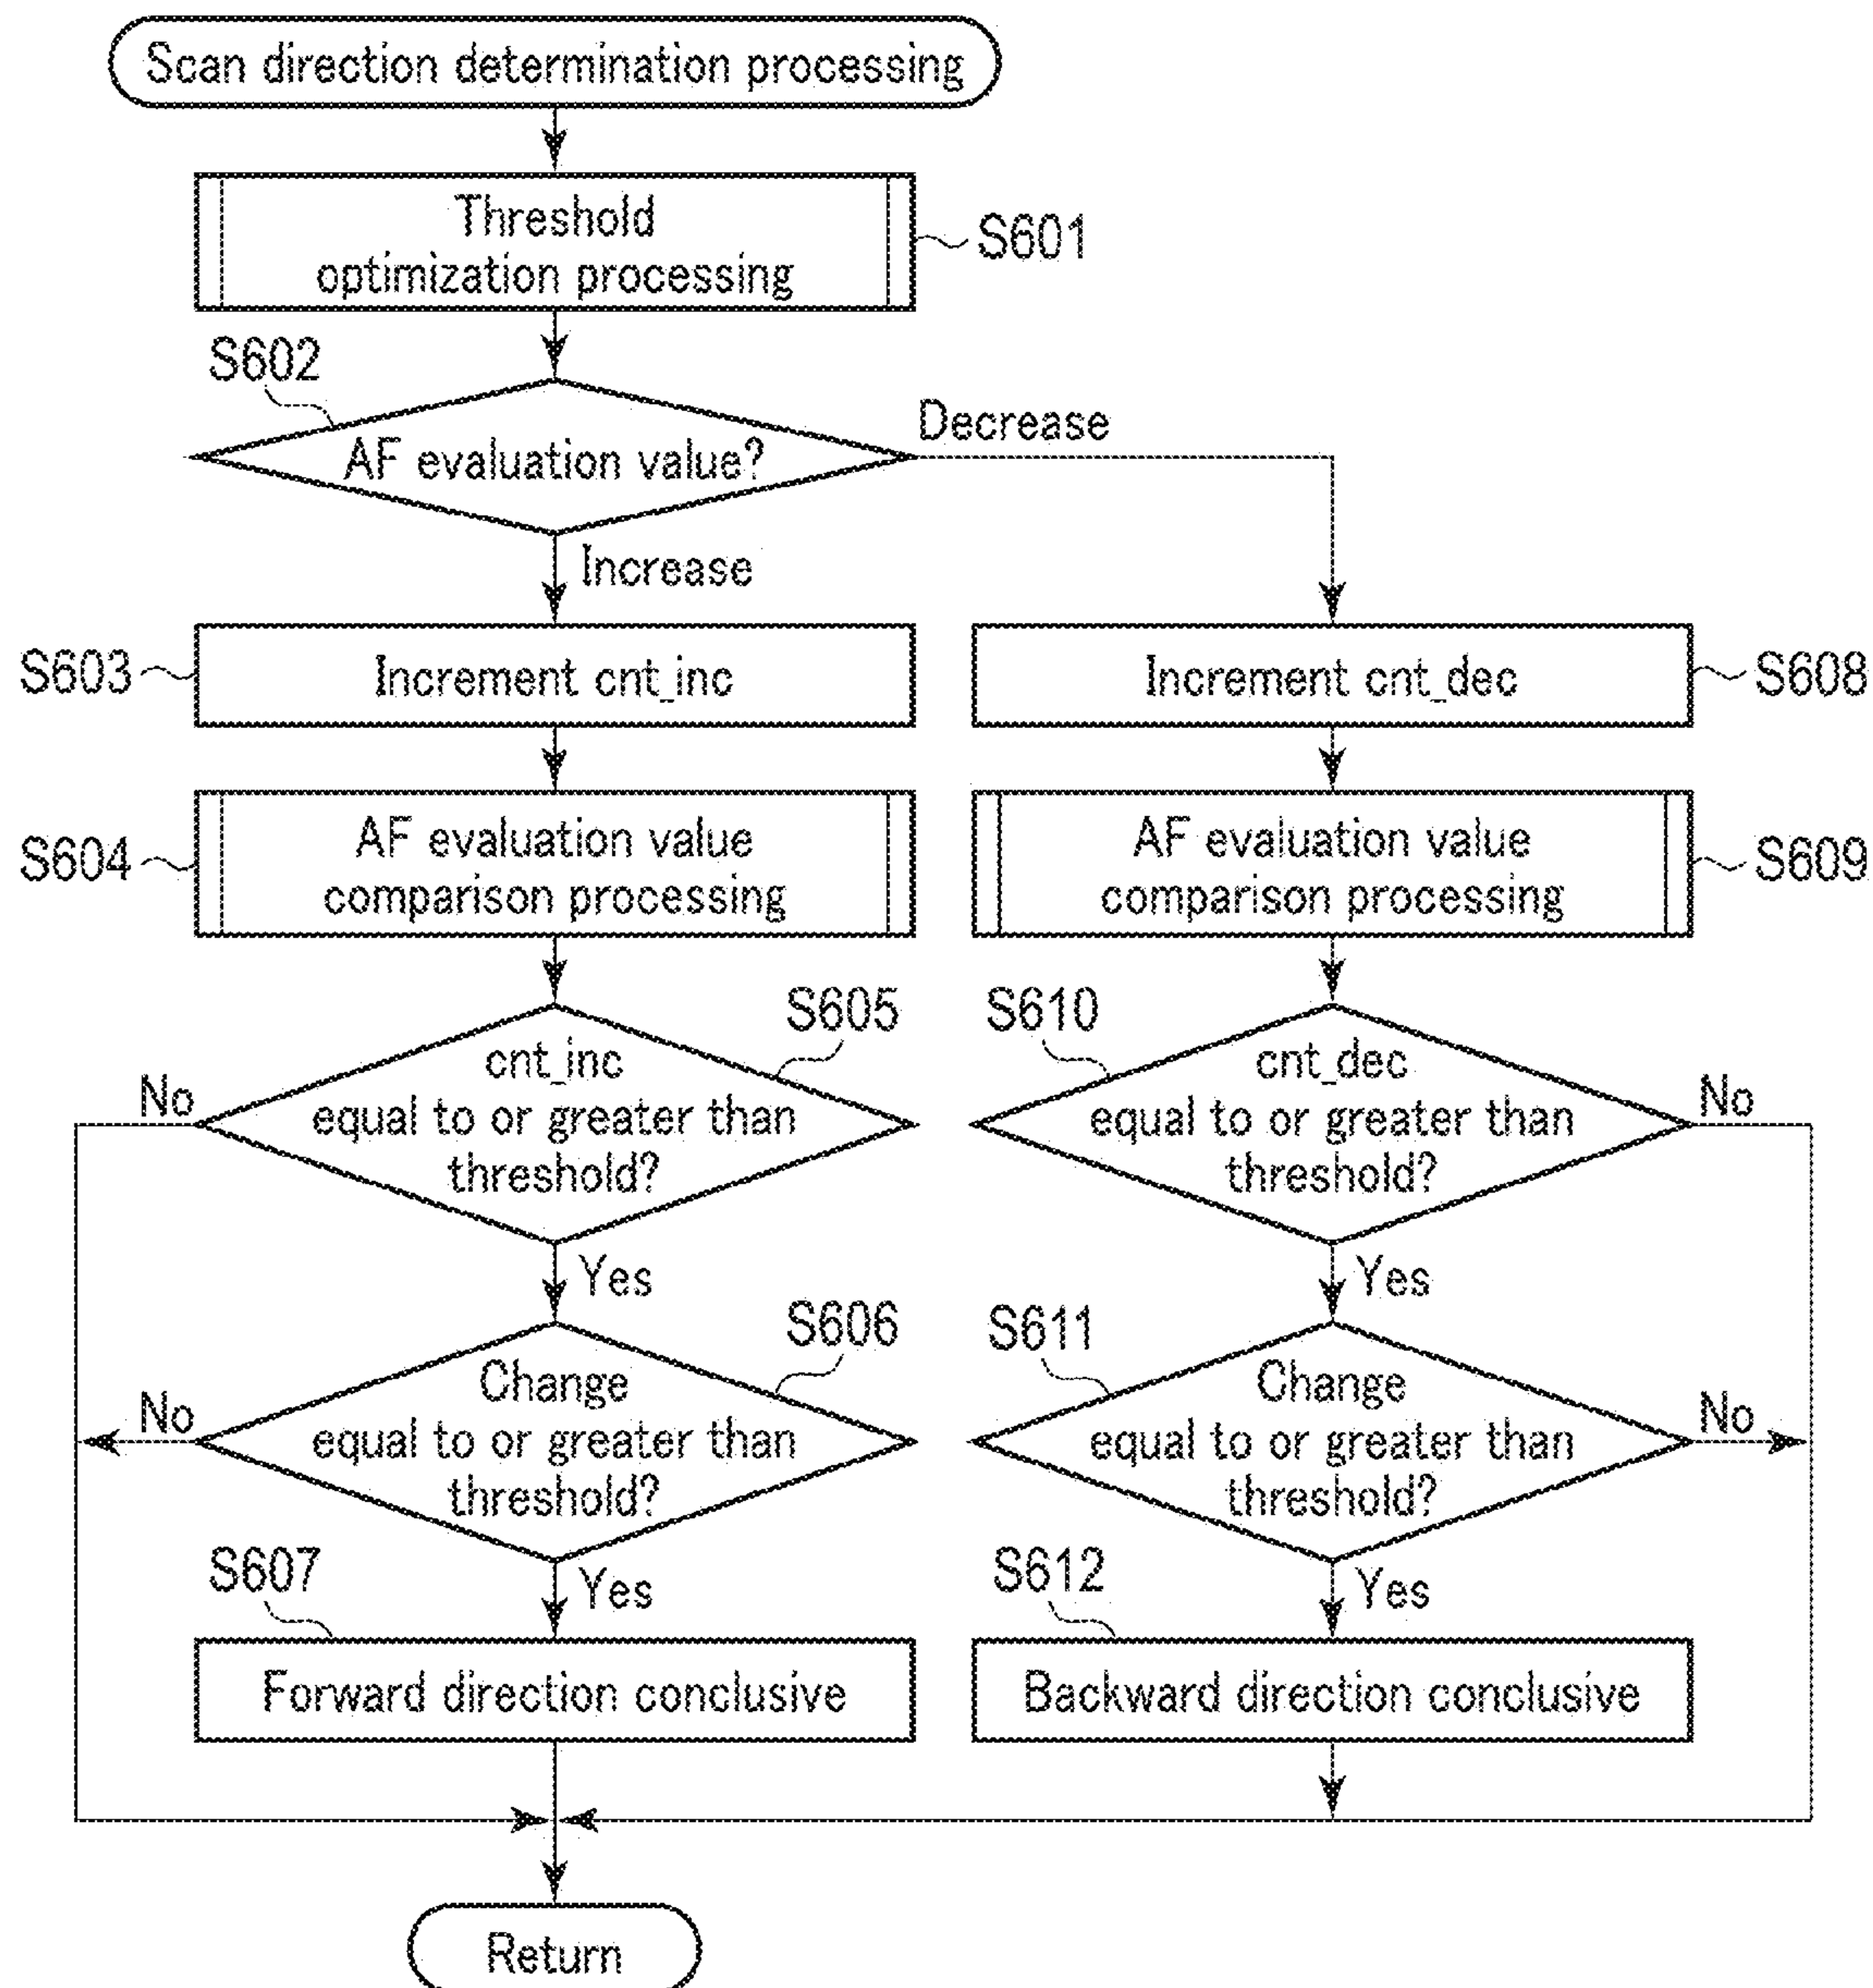 Scan direction determination processing
Threshold
optimization processing
S601
S602
AF evaluation value?
Decrease
Increase
S603
Increment cnt_inc
Increment cnt_dec
S608
S604
AF evaluation value
comparison processing
AF evaluation value
comparison processing
S609
S605
cnt_inc
equal to or greater than
threshold?
No
Yes
S610
cnt_dec
equal to or greater than
threshold?
No
Yes
S606
Change
equal to or greater than
threshold?
No
Yes
S611
Change
equal to or greater than
threshold?
No
Yes
S607
Forward direction conclusive
S612
Backward direction conclusive
Return